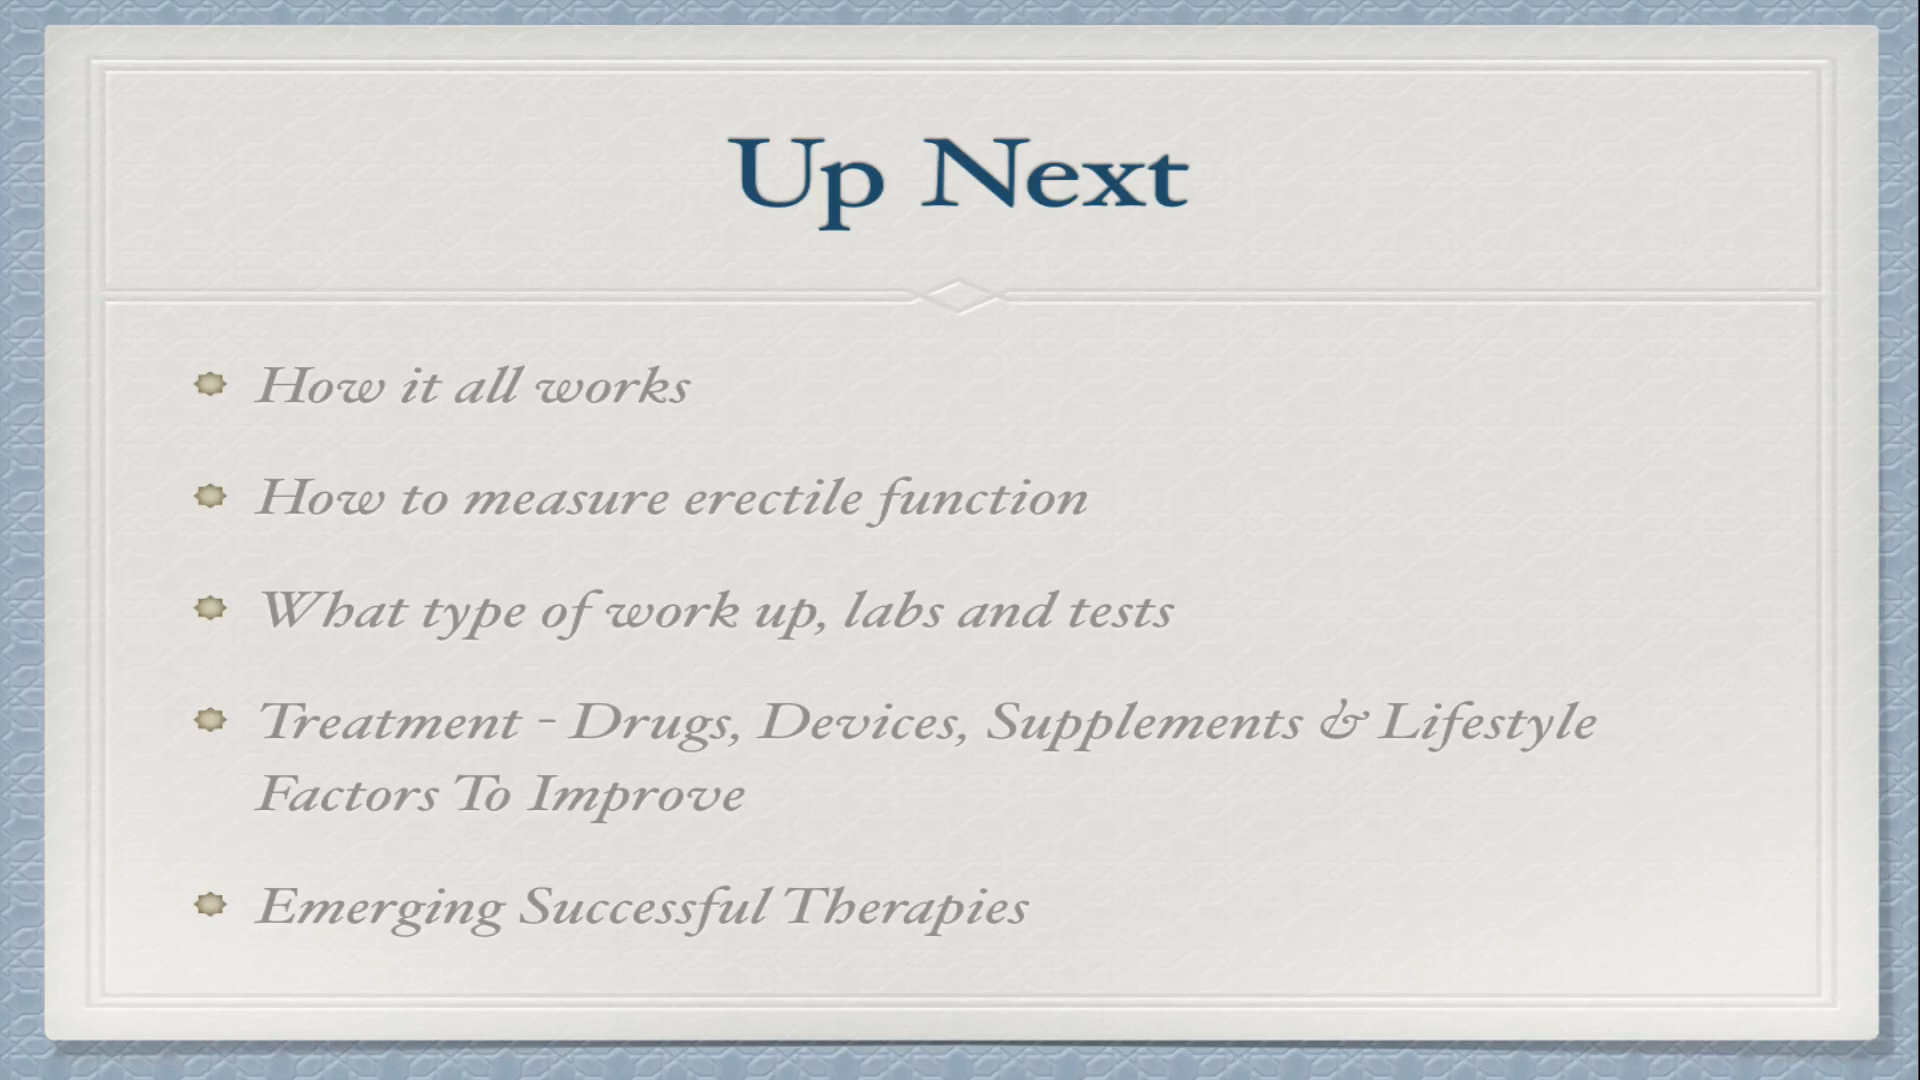 Up Next
How it all works
How to measure erectile function
What type of work up, labs and tests
Treatment - Drugs, Devices, Supplements & Lifestyle
Factors To Improve
Emerging Successful Therapies